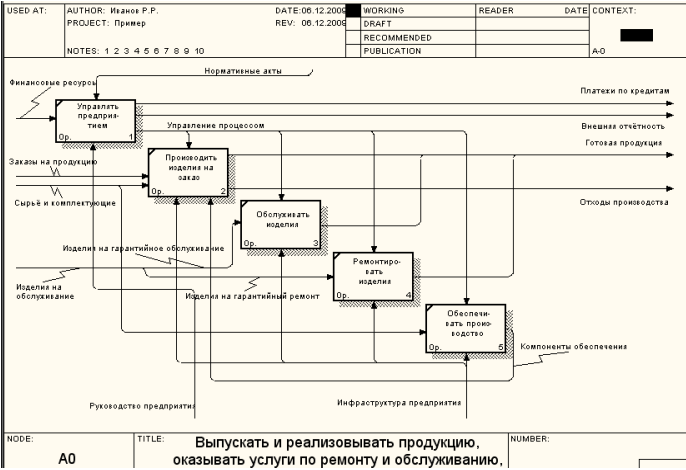 USED AT:
AUTHOR: Иванов Р.Р.
DATE:06.12.2009
WORKING
READER
DATE
CONTEXT:
PROJECT: Пример
REV: 06.12.2009
DRAFT
RECOMMENDED
NOTES: 1 2 3 4 5 6 7 8 9 10
PUBLICATION
A-0
Нормативные акты
Финансовые ресурсы
Платежи по кредитам
Управлять
предприя-
тием
0р.
1
Управление процессом
Внешняя отчётность
Готовая продукция
Заказы на продукцию
Производить
изделия на
заказ
0р.
2
Сырьё и комплектующие
Отходы производства
Обслуживать
изделия
0р.
3
Изделия на гарантийное обслуживание
Ремонтиро-
вать
изделия
0р.
4
Изделия на
обслуживание
Изделия на гарантийный ремонт
Обеспечи-
вать произ-
водство
0р.
5
Компоненты обеспечения
Руководство предприятия
Инфраструктура предприятия
NODE:
TITLE:
NUMBER:
A0
Выпускать и реализовывать продукцию,
оказывать услуги по ремонту и обслуживанию,